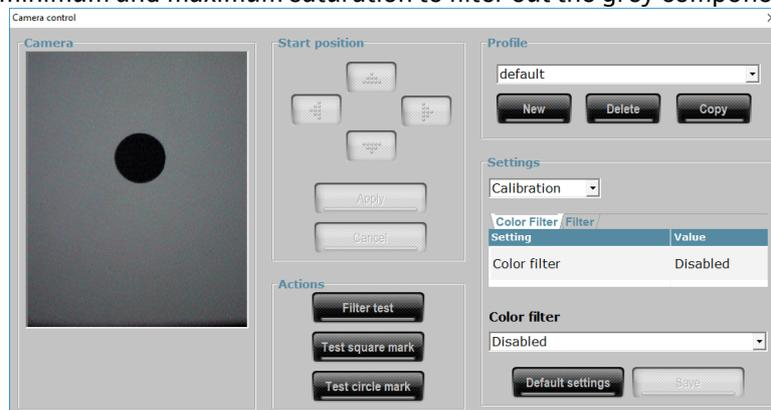 minimum and maximum saturation to filter out the grey compone
Camera control
Camera
Start position
Apply
Cancel
Actions
Filter test
Test square mark
Test circle mark
Profile
default
New Delete Copy
Settings
Calibration
Color Filter Filter
Setting Value
Color filter Disabled
Color filter
Disabled
Default settings Save